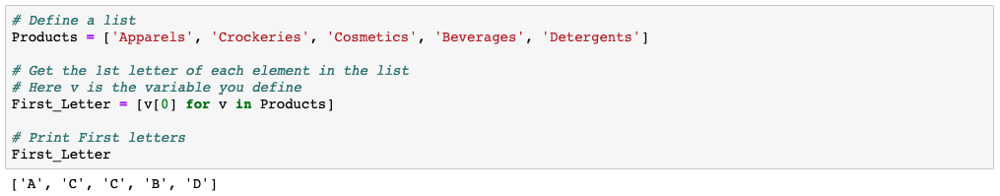 # Define a list
Products = ['Apparels', 'Crockeries', 'Cosmetics', 'Beverages', 'Detergents']
# Get the 1st letter of each element in the list
# Here v is the variable you define
First_Letter = [v[0] for v in Products]
# Print First letters
First_Letter
['A', 'C', 'C', 'B', 'D']